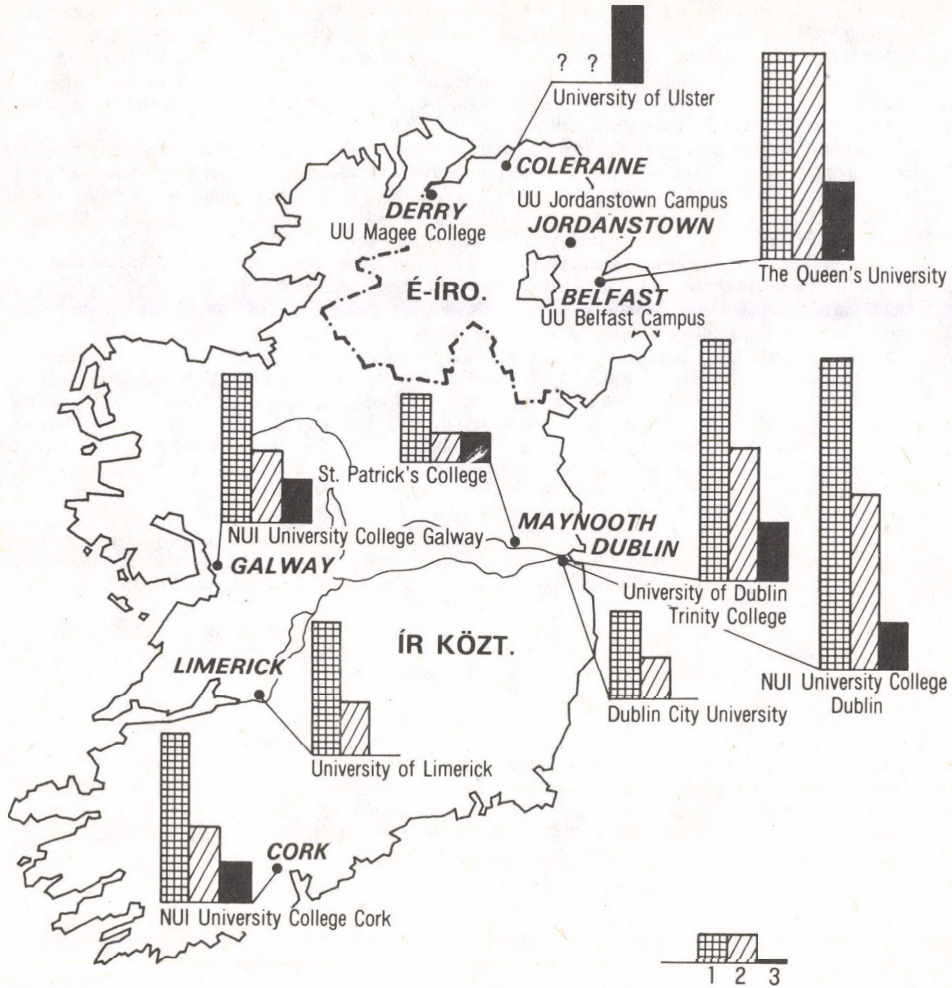 ? ?
University of Ulster
COLERAINE
UU Jordanstown Campus
JORDANSTOWN
DERRY
UU Magee College
The Queen's University
É-ÍRO.
BELFAST
UU Belfast Campus
St. Patrick's College
NUI University College Galway
GALWAY
MAYNOOTH
DUBLIN
University of Dublin
Trinity College
ÍR KÖZT.
LIMERICK
NUI University College
Dublin
Dublin City University
University of Limerick
CORK
NUI University College Cork
1 2 3